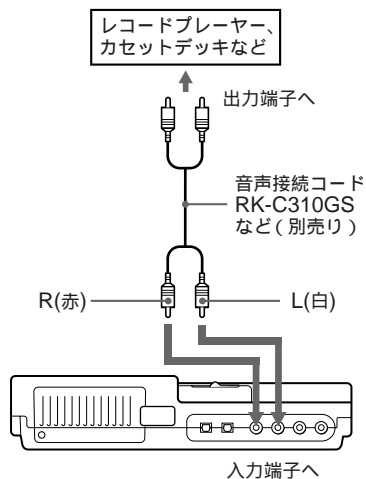 レコードプレーヤー、
カセットデッキなど
出力端子へ
音声接続コード
RK-C310GS
など(別売り)
R(赤)
L(白)
入力端子へ